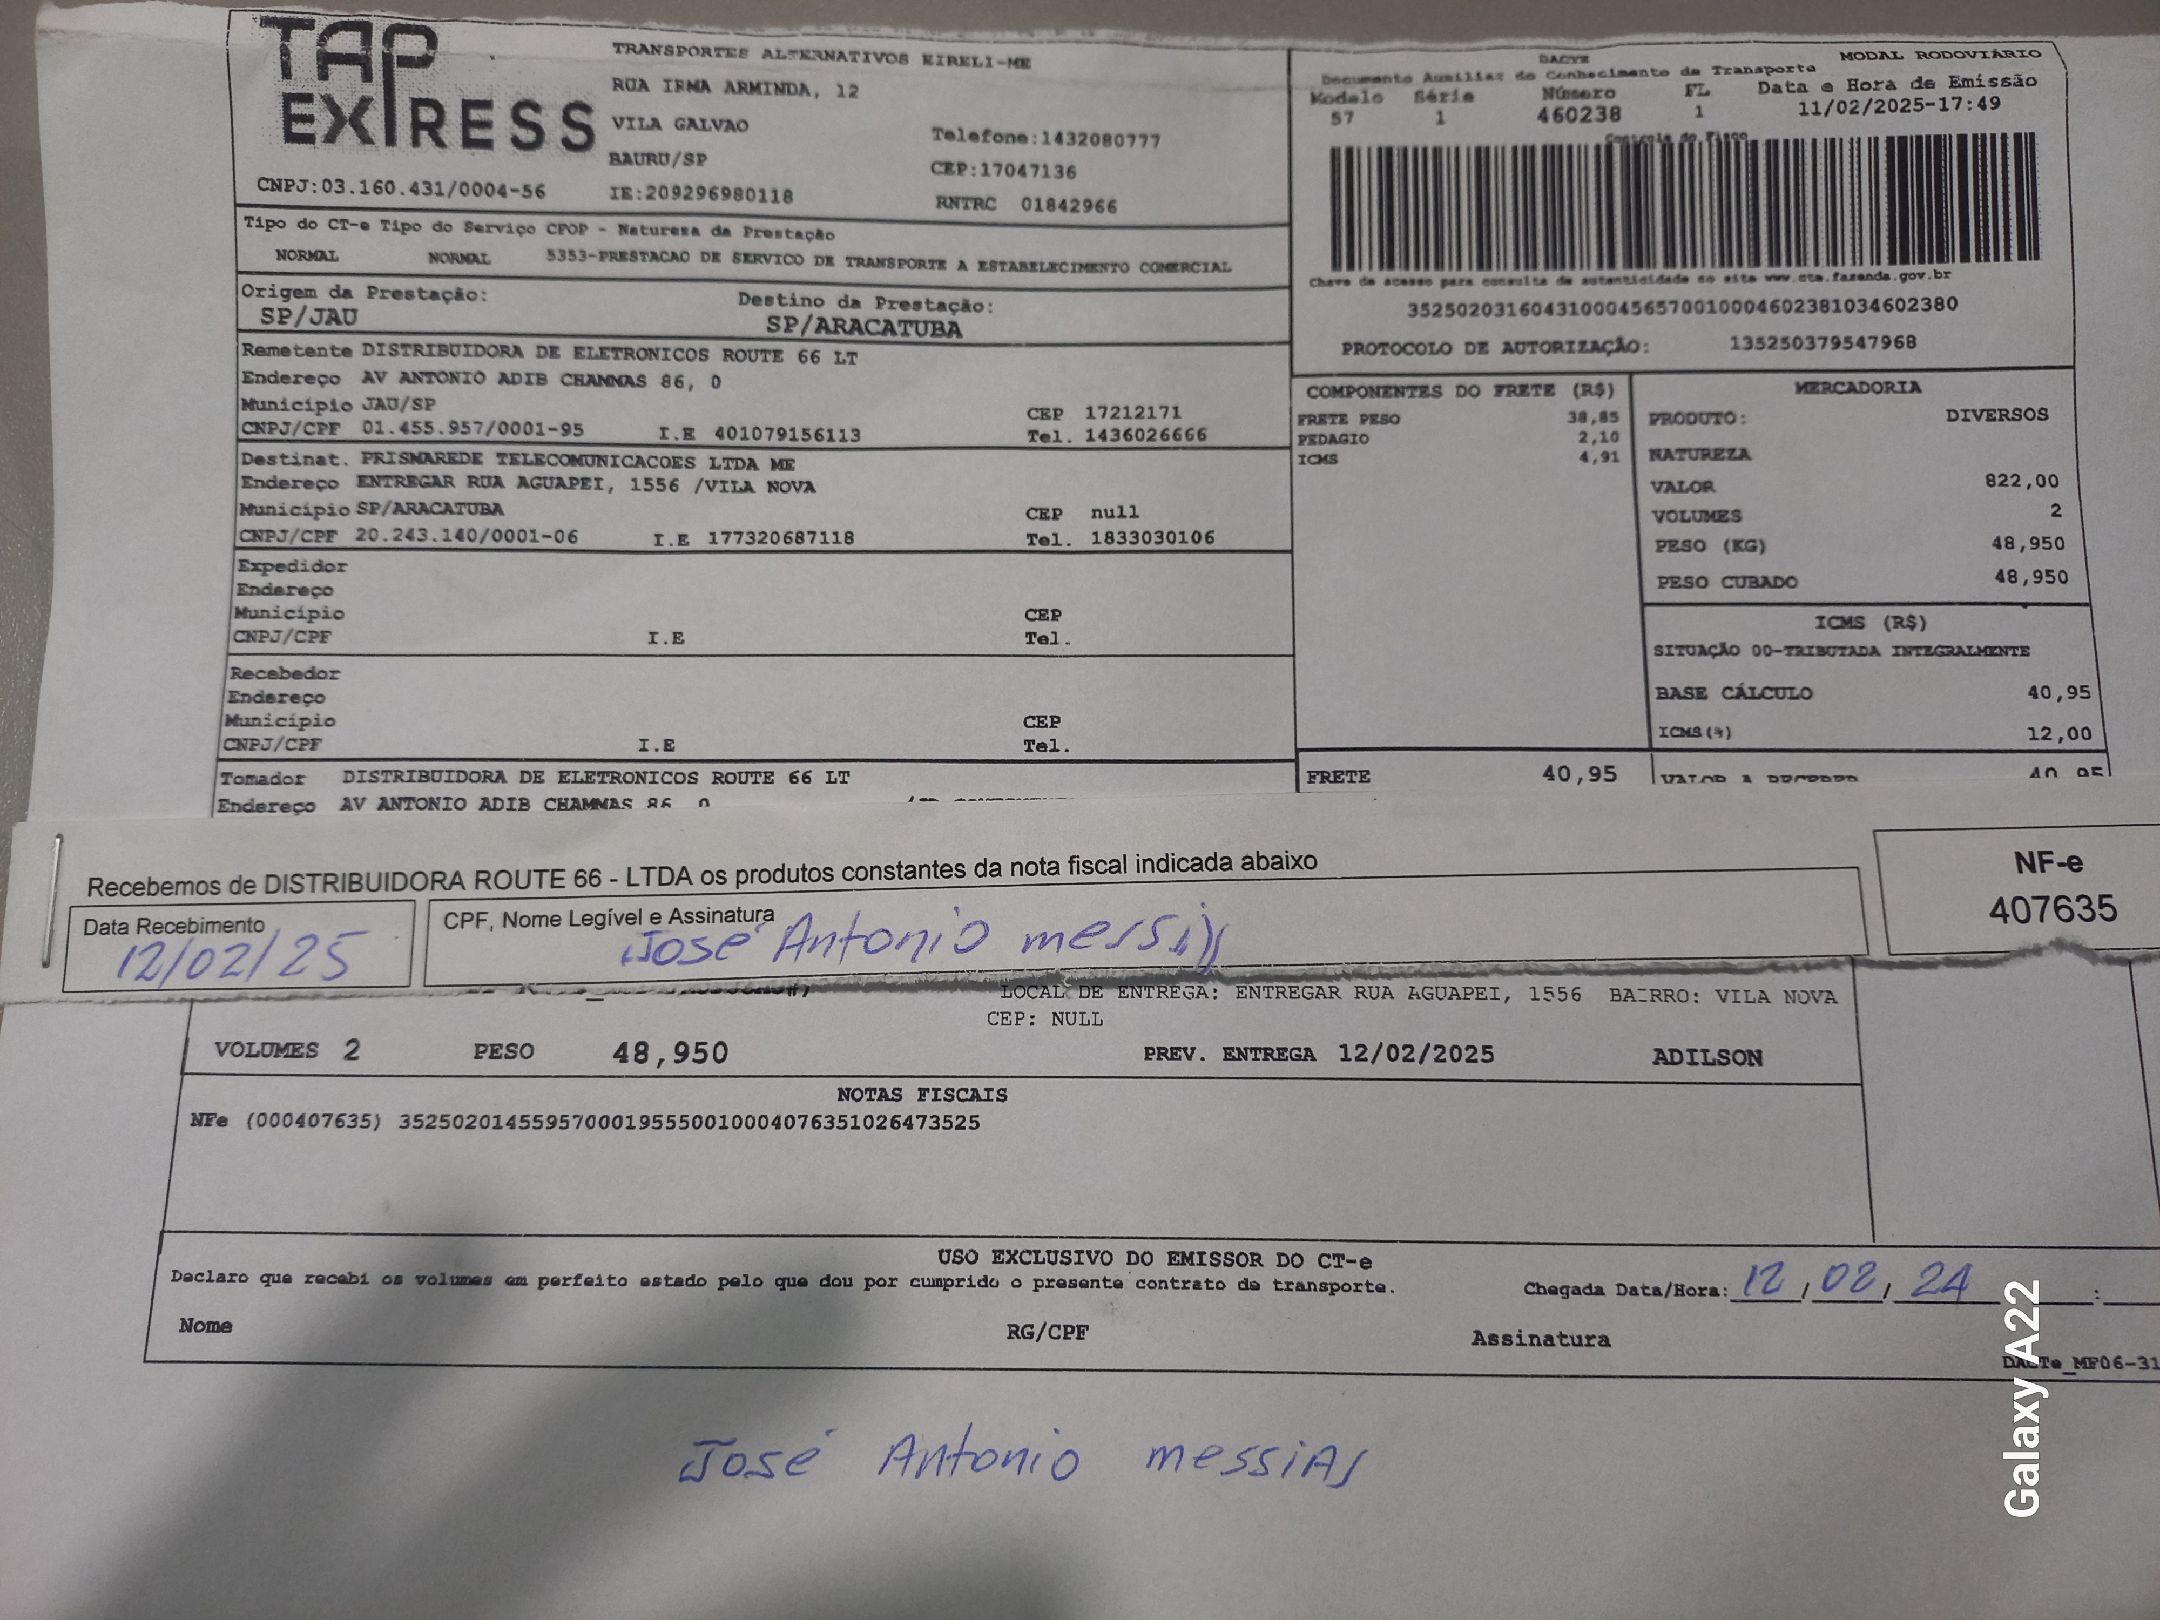 TAP EXPRESS
TRANSPORTES ALTERNATIVOS EIRELI-ME
RUA IRMA ARMINDA, 12
VILA GALVAO
Telefone:1432080777
BAURU/SP
CEP:17047136
CNPJ:03.160.431/0004-56
IE:209296980118
RNTRC 01842966
DACTE
MODAL RODOVIÁRIO
Documento Auxiliar do Conhecimento de Transporte
Modelo Série Número FL Data e Hora de Emissão
57 1 460238 1 11/02/2025-17:49
Controle do Fisco
Chave de acesso para consulta de autenticidade no site www.cte.fazenda.gov.br
35250203160431000456570010004602381034602380
PROTOCOLO DE AUTORIZAÇÃO: 135250379547968
Tipo do CT-e Tipo do Serviço CFOP - Natureza da Prestação
NORMAL NORMAL 5353-PRESTACAO DE SERVICO DE TRANSPORTE A ESTABELECIMENTO COMERCIAL
Origem da Prestação: Destino da Prestação:
SP/JAU SP/ARACATUBA
Remetente DISTRIBUIDORA DE ELETRONICOS ROUTE 66 LT
Endereço AV ANTONIO ADIB CHAMMAS 86, 0
Município JAU/SP CEP 17212171
CNPJ/CPF 01.455.957/0001-95 I.E 401079156113 Tel. 1436026666
Destinat. PRISMAREDE TELECOMUNICACOES LTDA ME
Endereço ENTREGAR RUA AGUAPEI, 1556 /VILA NOVA
Município SP/ARACATUBA CEP null
CNPJ/CPF 20.243.140/0001-06 I.E 177320687118 Tel. 1833030106
Expedidor
Endereço
Município CEP
CNPJ/CPF I.E Tel.
Recebedor
Endereço
Município CEP
CNPJ/CPF I.E Tel.
Tomador DISTRIBUIDORA DE ELETRONICOS ROUTE 66 LT
Endereço AV ANTONIO ADIB CHAMMAS 86, 0
COMPONENTES DO FRETE (R$)
FRETE PESO 38,85
PEDAGIO 2,10
ICMS 4,91
FRETE 40,95
MERCADORIA
PRODUTO: DIVERSOS
NATUREZA
VALOR 822,00
VOLUMES 2
PESO (KG) 48,950
PESO CUBADO 48,950
ICMS (R$)
SITUAÇÃO 00-TRIBUTADA INTEGRALMENTE
BASE CÁLCULO 40,95
ICMS(%) 12,00
VALOR A RECEBER 40,95
Recebemos de DISTRIBUIDORA ROUTE 66 - LTDA os produtos constantes da nota fiscal indicada abaixo
NF-e
407635
Data Recebimento
12/02/25
CPF, Nome Legível e Assinatura
José Antonio messias
LOCAL DE ENTREGA: ENTREGAR RUA AGUAPEI, 1556 BAIRRO: VILA NOVA
CEP: NULL
VOLUMES 2 PESO 48,950 PREV. ENTREGA 12/02/2025 ADILSON
NOTAS FISCAIS
NFe (000407635) 35250201455957000195550010004076351026473525
USO EXCLUSIVO DO EMISSOR DO CT-e
Declaro que recebi os volumes em perfeito estado pelo que dou por cumprido o presente contrato de transporte.
Chegada Data/Hora: 12/02/24 :
Nome RG/CPF Assinatura
DACTe_MF06-31
José Antonio messiAs
Galaxy A22